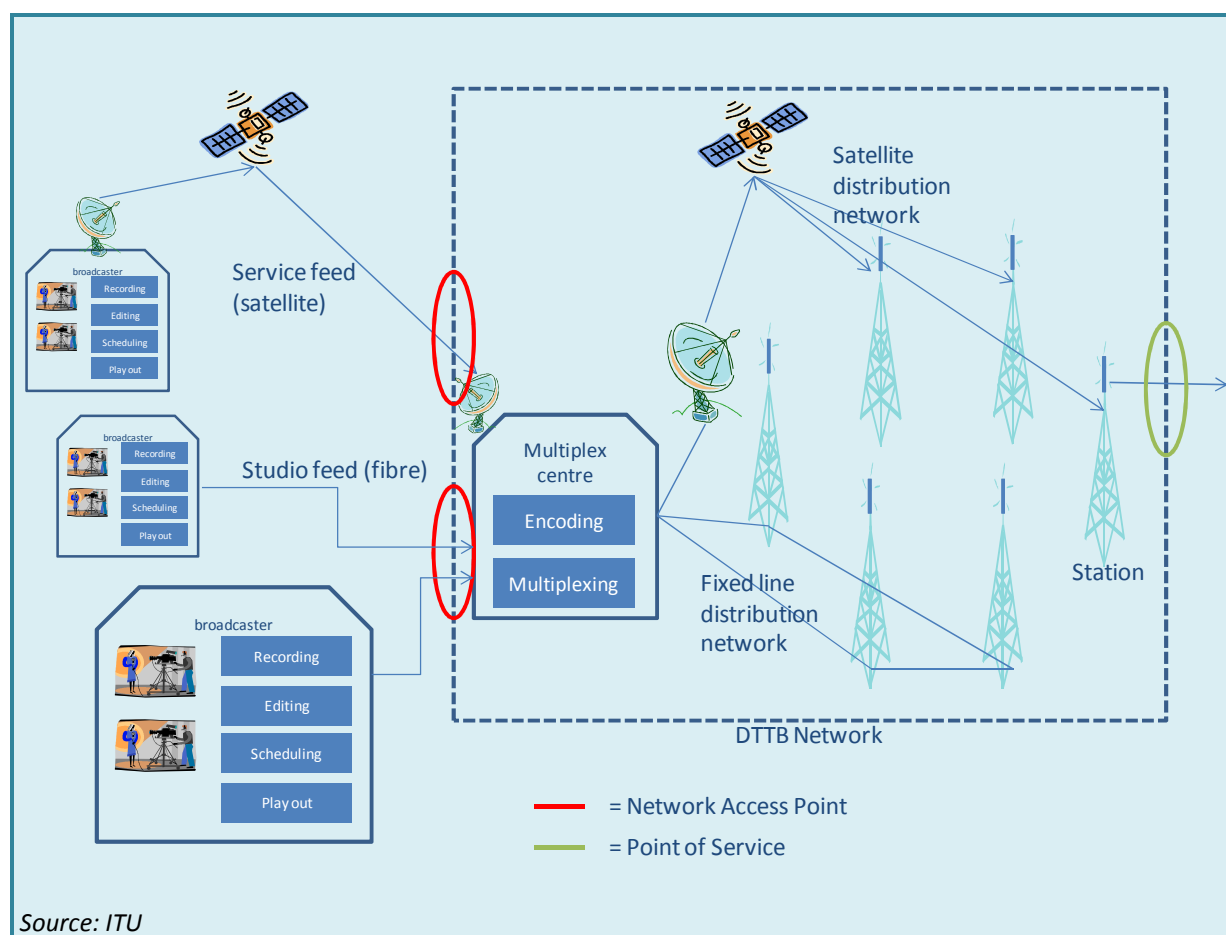 Satellite
distribution
network
broadcaster
Recording
Editing
Scheduling
Play out
Service feed
(satellite)
broadcaster
Recording
Editing
Scheduling
Play out
Studio feed (fibre)
Multiplex
centre
Encoding
Multiplexing
Fixed line
distribution
network
Station
broadcaster
Recording
Editing
Scheduling
Play out
DTTB Network
= Network Access Point
= Point of Service
Source: ITU